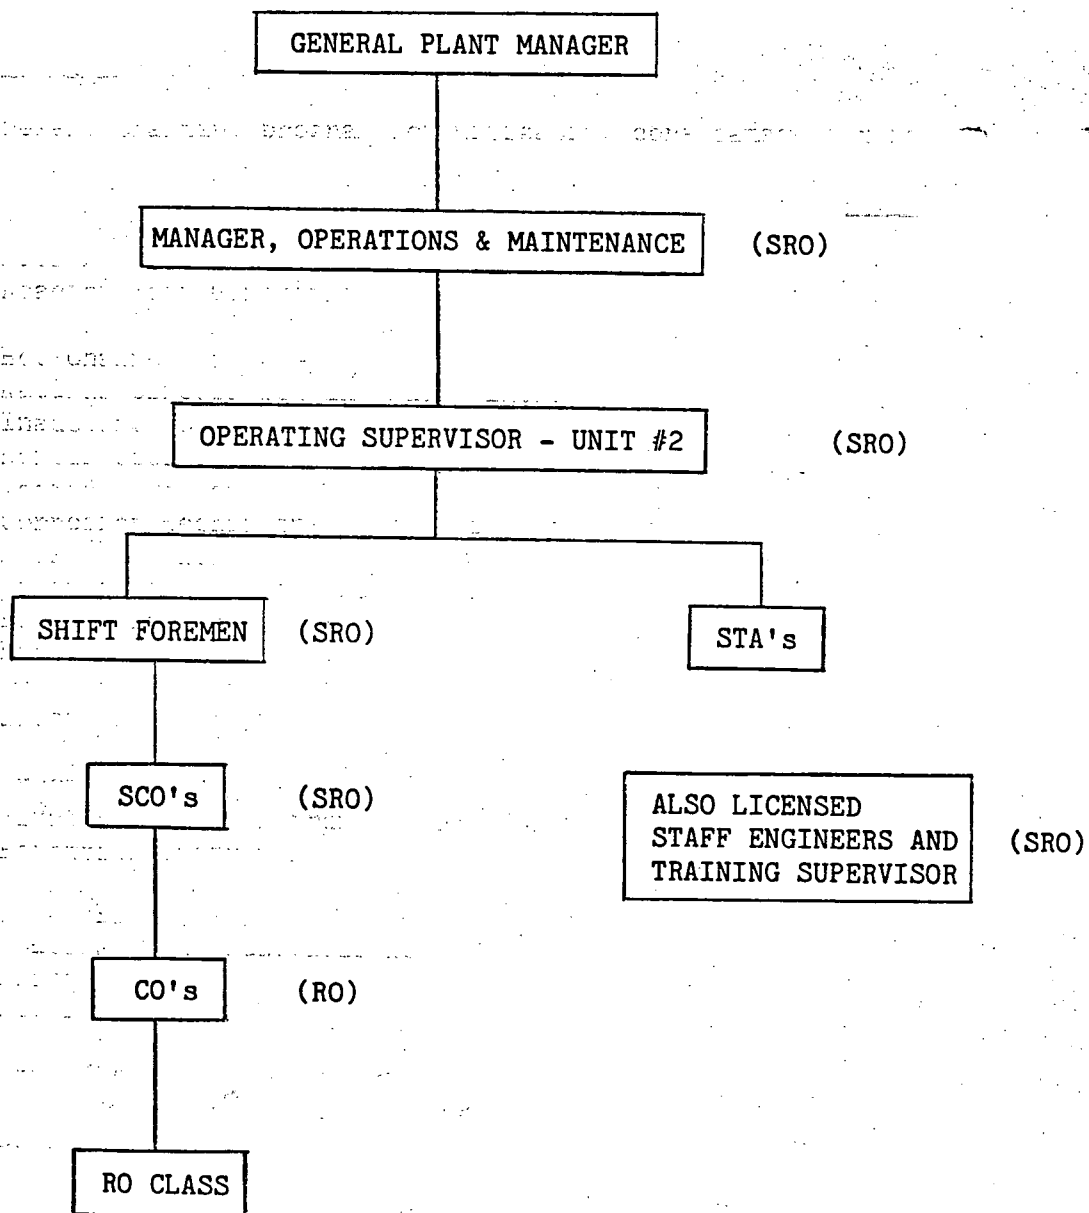 GENERAL PLANT MANAGER
MANAGER, OPERATIONS & MAINTENANCE (SRO)
OPERATING SUPERVISOR - UNIT #2 (SRO)
SHIFT FOREMEN (SRO)
STA's
SCO's (SRO)
ALSO LICENSED
STAFF ENGINEERS AND (SRO)
TRAINING SUPERVISOR
CO's (RO)
RO CLASS